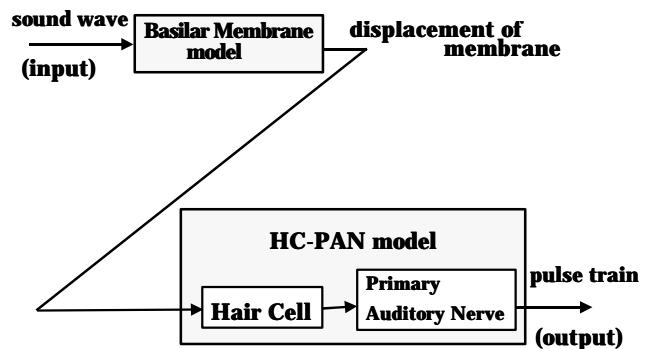 sound wave
(input)
Basilar Membrane
model
displacement of
membrane
HC-PAN model
Hair Cell
Primary
Auditory Nerve
pulse train
(output)